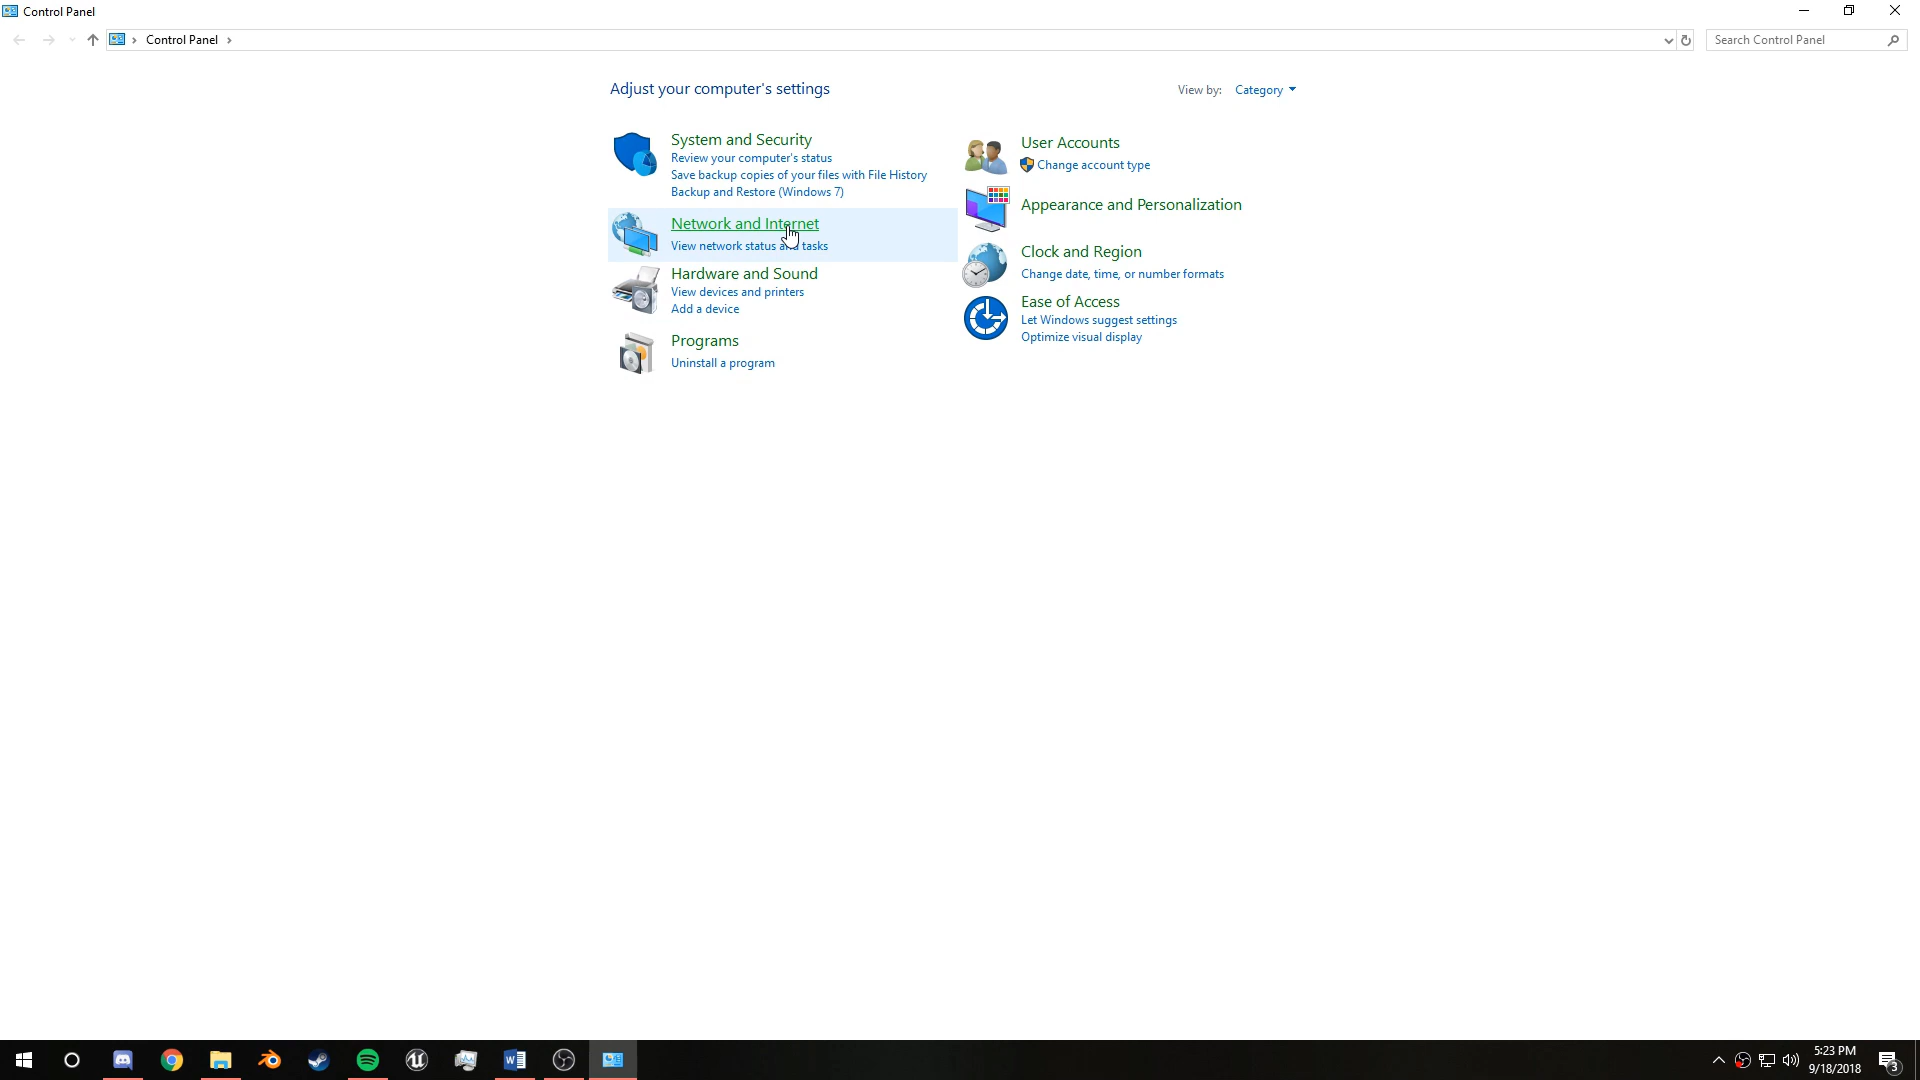 Control Panel
Control Panel
Search Control Panel
Adjust your computer's settings
View by: Category
System and Security
Review your computer's status
Save backup copies of your files with File History
Backup and Restore (Windows 7)
Network and Internet
View network status and tasks
Hardware and Sound
View devices and printers
Add a device
Programs
Uninstall a program
User Accounts
Change account type
Appearance and Personalization
Clock and Region
Change date, time, or number formats
Ease of Access
Let Windows suggest settings
Optimize visual display
5:23 PM
9/18/2018
3